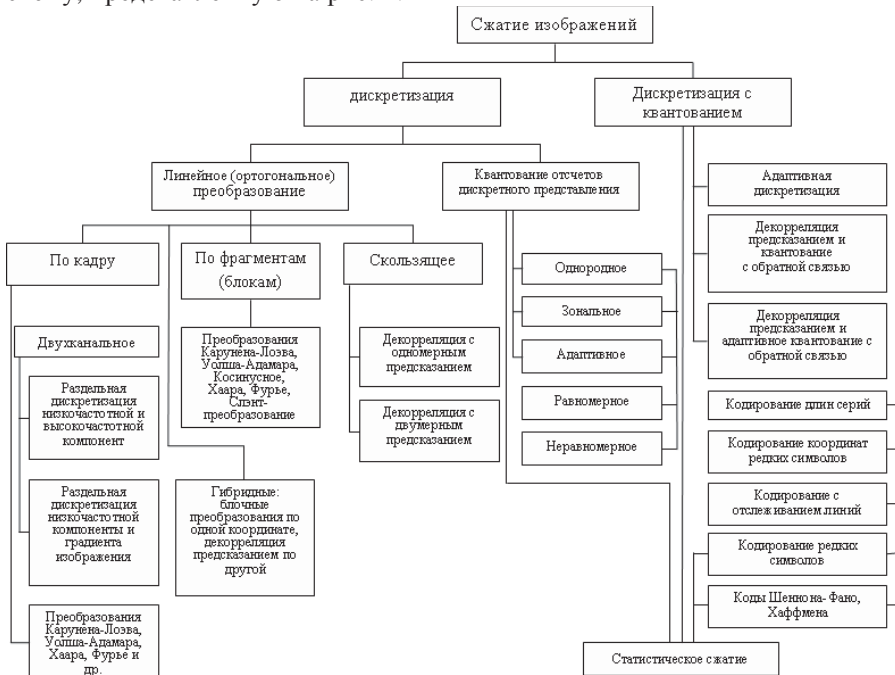 Сжатие изображений
дискретизация
Дискретизация с
квантованием
Линейное (ортогональное)
преобразование
Квантование отсчетов
дискретного представления
Адаптивная
дискретизация
По кадру
По фрагментам
(блокам)
Скользящее
Декорреляция
предсказанием и
квантование
с обратной связью
Однородное
Зональное
Адаптивное
Равномерное
Неравномерное
Декорреляция
предсказанием и
адаптивное квантование с
обратной связью
Двухканальное
Преобразования
Карунена-Лоэва,
Уолша-Адамара,
Косинусное,
Хаара, Фурье,
Слэнт-
преобразование
Декорреляция с
одномерным
предсказанием
Декорреляция с
двумерным
предсказанием
Раздельная
дискретизация
низкочастотной и
высокочастотной
компонент
Кодирование длин серий
Кодирование координат
редких символов
Раздельная
дискретизация
низкочастотной
компоненты и
градиента
изображения
Гибридные:
блочные
преобразования по
одной координате,
декорреляция
предсказанием по
другой
Кодирование с
отслеживанием линий
Кодирование редких
символов
Коды Шеннона- Фано,
Хаффмена
Преобразования
Карунена-Лоэва,
Уолша-Адамара,
Хаара, Фурье и
др.
Статистическое сжатие